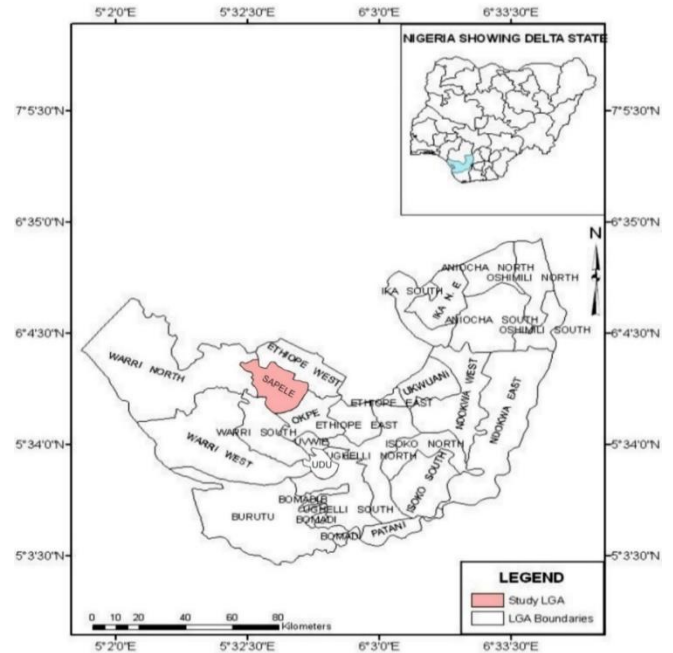 5°2'0"E 5°32'30"E 6°3'0"E 6°33'30"E
NIGERIA SHOWING DELTA STATE
7°5'30"N 7°5'30"N
6°35'0"N 6°35'0"N
N
ANIOCHA NORTH
OSHIMILI NORTH
IKA SOUTH
IKA N. E
ANIOCHA SOUTH
OSHIMILI SOUTH
6°4'30"N 6°4'30"N
ETHIOPE WEST
WARRI NORTH
SAPELE
UKWUANI
NDOKWA WEST
NDOKWA EAST
ETHIOPE EAST
OKPE
ETHIOPE EAST
WARRI SOUTH
UVWIE
ISOKO NORTH
5°34'0"N 5°34'0"N
WARRI WEST
UGHELLI NORTH
UDU
ISOKO SOUTH
BOMADI
UGHELLI SOUTH
BURUTU
BOMADI
BOMADI
PATANI
5°3'30"N 5°3'30"N
LEGEND
Study LGA
LGA Boundaries
0 10 20 40 60 80
Kilometers
5°2'0"E 5°32'30"E 6°3'0"E 6°33'30"E